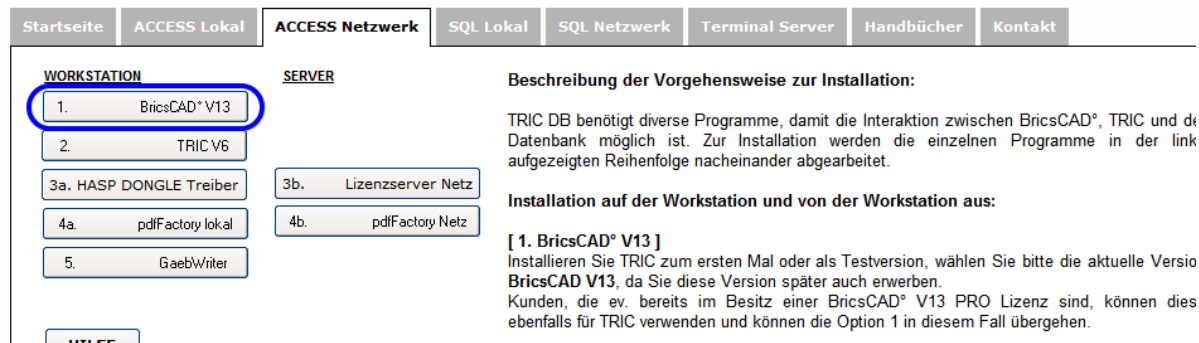 Startseite ACCESS Lokal ACCESS Netzwerk SQL Lokal SQL Netzwerk Terminal Server Handbücher Kontakt
WORKSTATION
1. BricsCAD° V13
2. TRIC V6
3a. HASP DONGLE Treiber
4a. pdfFactory lokal
5. GaebWriter
SERVER
3b. Lizenzserver Netz
4b. pdfFactory Netz
Beschreibung der Vorgehensweise zur Installation:
TRIC DB benötigt diverse Programme, damit die Interaktion zwischen BricsCAD°, TRIC und de
Datenbank möglich ist. Zur Installation werden die einzelnen Programme in der link
aufgezeigten Reihenfolge nacheinander abgearbeitet.
Installation auf der Workstation und von der Workstation aus:
[ 1. BricsCAD° V13 ]
Installieren Sie TRIC zum ersten Mal oder als Testversion, wählen Sie bitte die aktuelle Versio
BricsCAD V13, da Sie diese Version später auch erwerben.
Kunden, die ev. bereits im Besitz einer BricsCAD° V13 PRO Lizenz sind, können dies
ebenfalls für TRIC verwenden und können die Option 1 in diesem Fall übergehen.